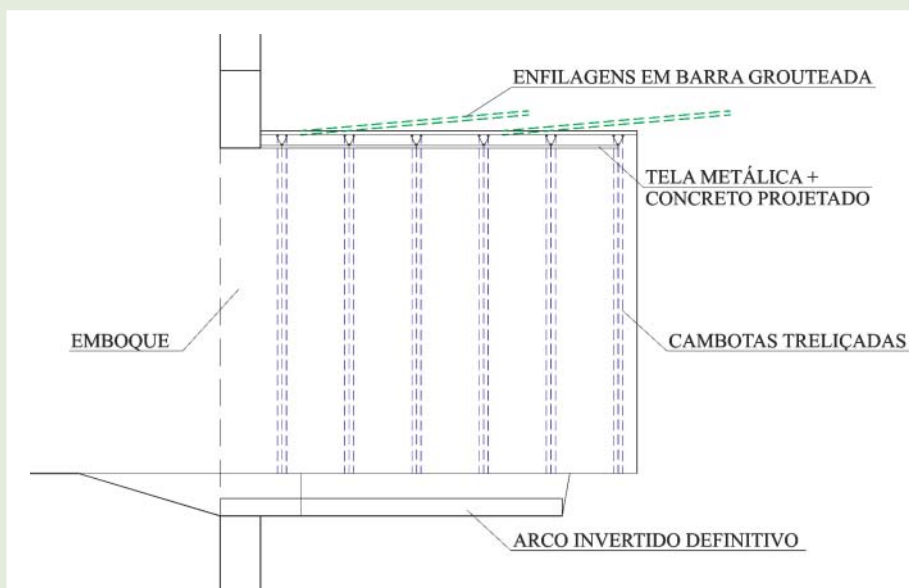 ENFILAGENS EM BARRA GROUTEADA
TELA METÁLICA +
CONCRETO PROJETADO
EMBOQUE
CAMBOTAS TRELIÇADAS
ARCO INVERTIDO DEFINITIVO